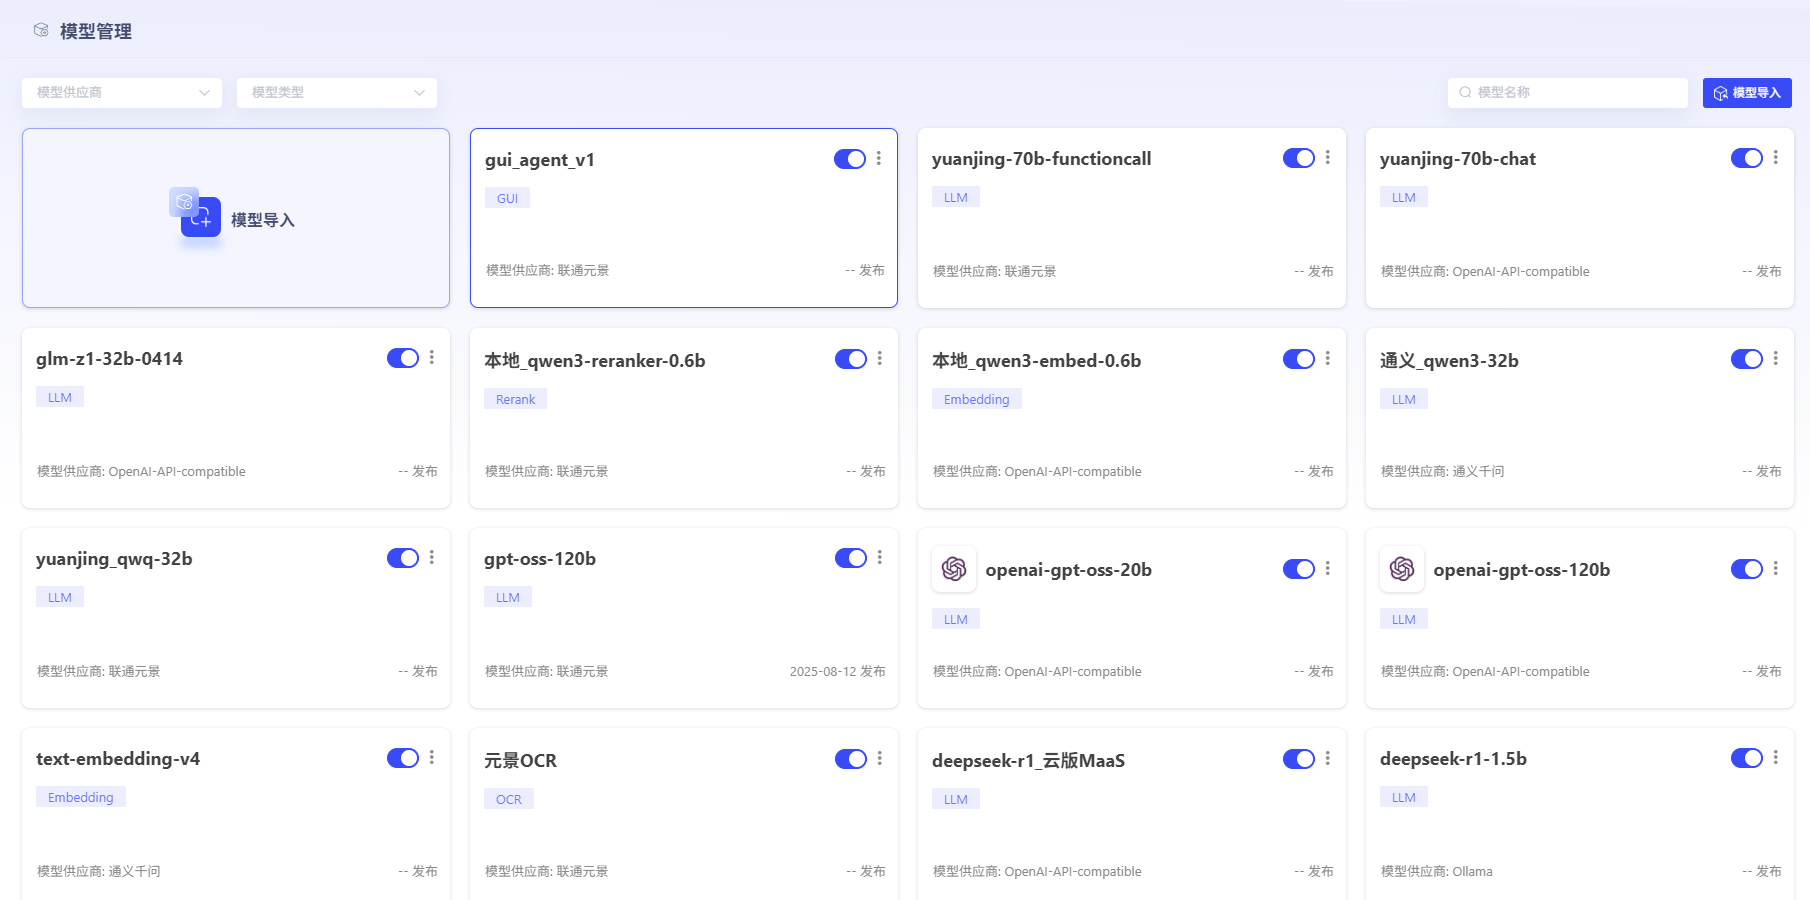 模型管理
模型供应商
模型类型
模型名称
模型导入
模型导入
gui_agent_v1
GUI
模型供应商: 联通元景
-- 发布
yuanjing-70b-functioncall
LLM
模型供应商: 联通元景
-- 发布
yuanjing-70b-chat
LLM
模型供应商: OpenAI-API-compatible
-- 发布
glm-z1-32b-0414
LLM
模型供应商: OpenAI-API-compatible
-- 发布
本地_qwen3-reranker-0.6b
Rerank
模型供应商: 联通元景
-- 发布
本地_qwen3-embed-0.6b
Embedding
模型供应商: OpenAI-API-compatible
-- 发布
通义_qwen3-32b
LLM
模型供应商: 通义千问
-- 发布
yuanjing_qwq-32b
LLM
模型供应商: 联通元景
-- 发布
gpt-oss-120b
LLM
模型供应商: 联通元景
2025-08-12 发布
openai-gpt-oss-20b
LLM
模型供应商: OpenAI-API-compatible
-- 发布
openai-gpt-oss-120b
LLM
模型供应商: OpenAI-API-compatible
-- 发布
text-embedding-v4
Embedding
模型供应商: 通义千问
-- 发布
元景OCR
OCR
模型供应商: 联通元景
-- 发布
deepseek-r1_云版MaaS
LLM
模型供应商: OpenAI-API-compatible
-- 发布
deepseek-r1-1.5b
LLM
模型供应商: Ollama
-- 发布